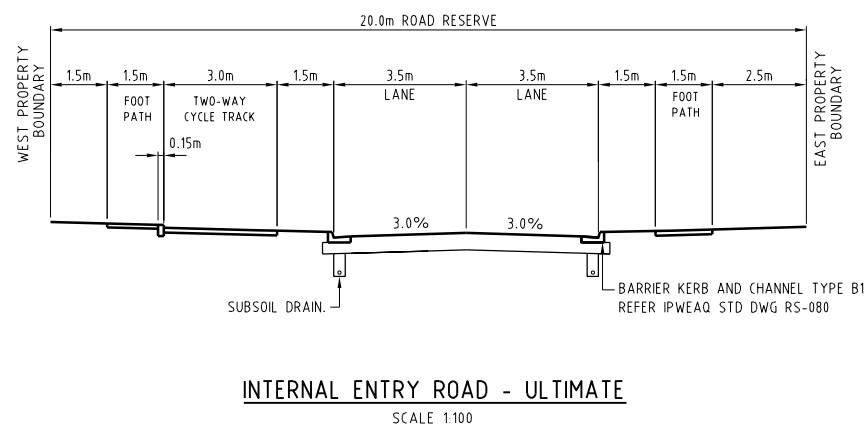 20.0m ROAD RESERVE
WEST PROPERTY
BOUNDARY
1.5m
1.5m
3.0m
1.5m
3.5m
3.5m
1.5m
1.5m
2.5m
EAST PROPERTY
BOUNDARY
FOOT
PATH
TWO-WAY
CYCLE TRACK
LANE
LANE
FOOT
PATH
0.15m
3.0%
3.0%
SUBSOIL DRAIN.
BARRIER KERB AND CHANNEL TYPE B1
REFER IPWEAQ STD DWG RS-080
INTERNAL ENTRY ROAD - ULTIMATE
SCALE 1:100